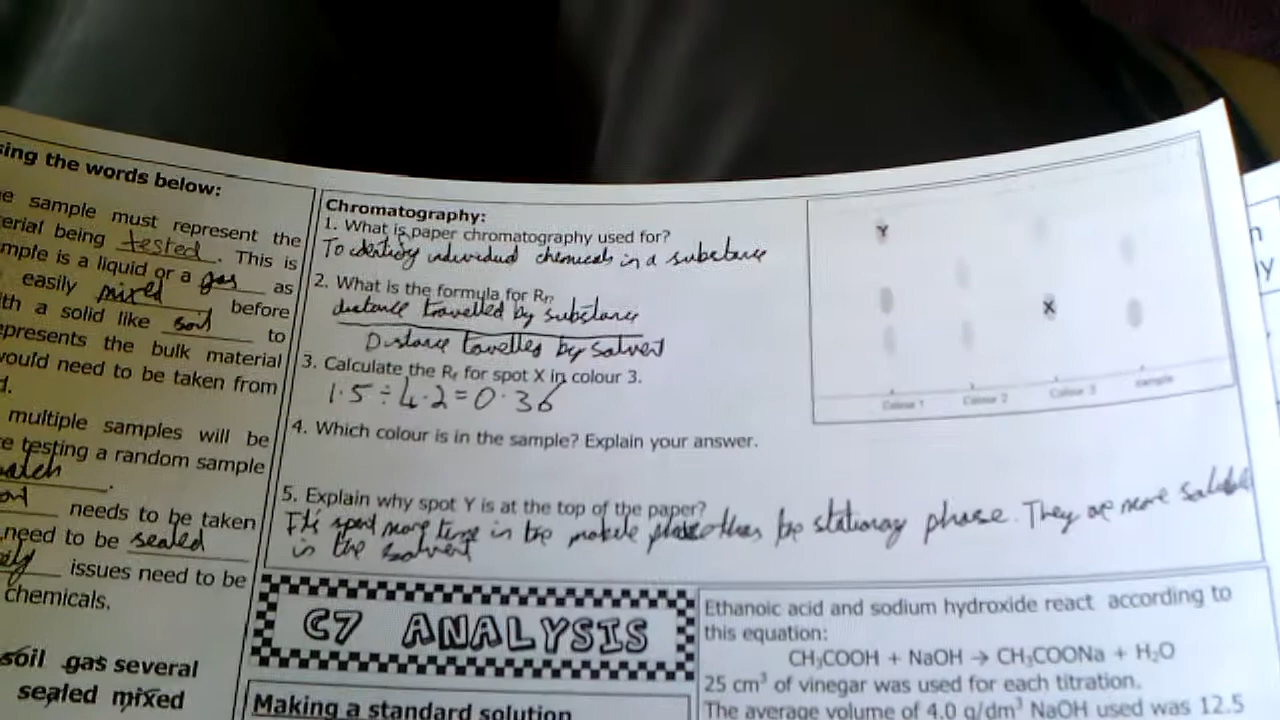 sing the words below:
e sample must represent the
erial being tested. This is
mple is a liquid or a gas as
easily mixed before
ith a solid like soil to
epresents the bulk material
would need to be taken from
d.
multiple samples will be
e testing a random sample
needs to be taken
need to be sealed
issues need to be
chemicals.
soil gas several
sealed mixed
Chromatography:
1. What is paper chromatography used for?
To identify individual chemicals in a substance
2. What is the formula for Rf?
distance travelled by substance
Distance travelles by solvent
3. Calculate the Rf for spot X in colour 3.
1.5 ÷ 4.2 = 0.36
4. Which colour is in the sample? Explain your answer.
5. Explain why spot Y is at the top of the paper?
spent more time in the mobile phase than the stationary phase. They are more soluble
in the solvent
Y
X
Colour 1 Colour 2 Colour 3 sample
C7 ANALYSIS
Making a standard solution
Ethanoic acid and sodium hydroxide react according to
this equation:
CH₃COOH + NaOH → CH₃COONa + H₂O
25 cm³ of vinegar was used for each titration.
The average volume of 4.0 g/dm³ NaOH used was 12.5